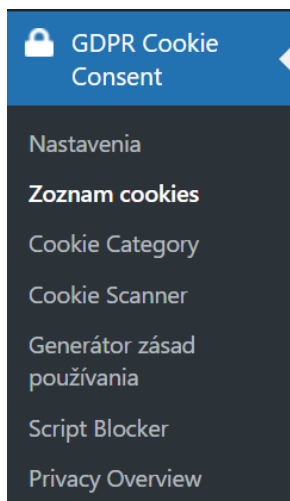 GDPR Cookie
Consent
Nastavenia
Zoznam cookies
Cookie Category
Cookie Scanner
Generátor zásad
používania
Script Blocker
Privacy Overview